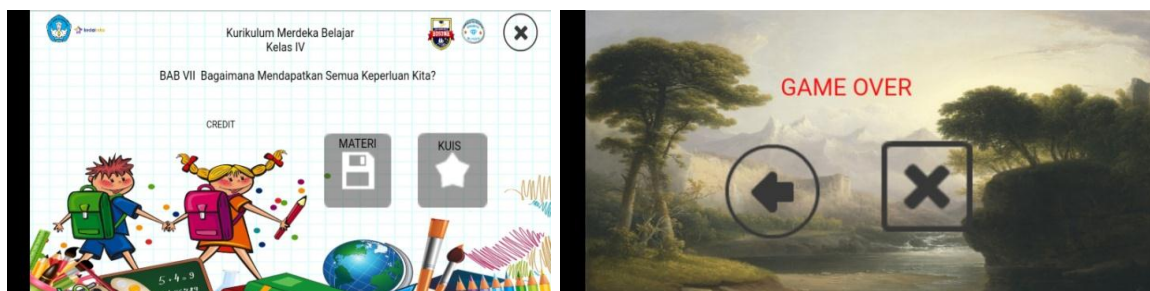 Kurikulum Merdeka Belajar
Kelas IV
BAB VII Bagaimana Mendapatkan Semua Keperluan Kita?
CREDIT
MATERI
KUIS
GAME OVER